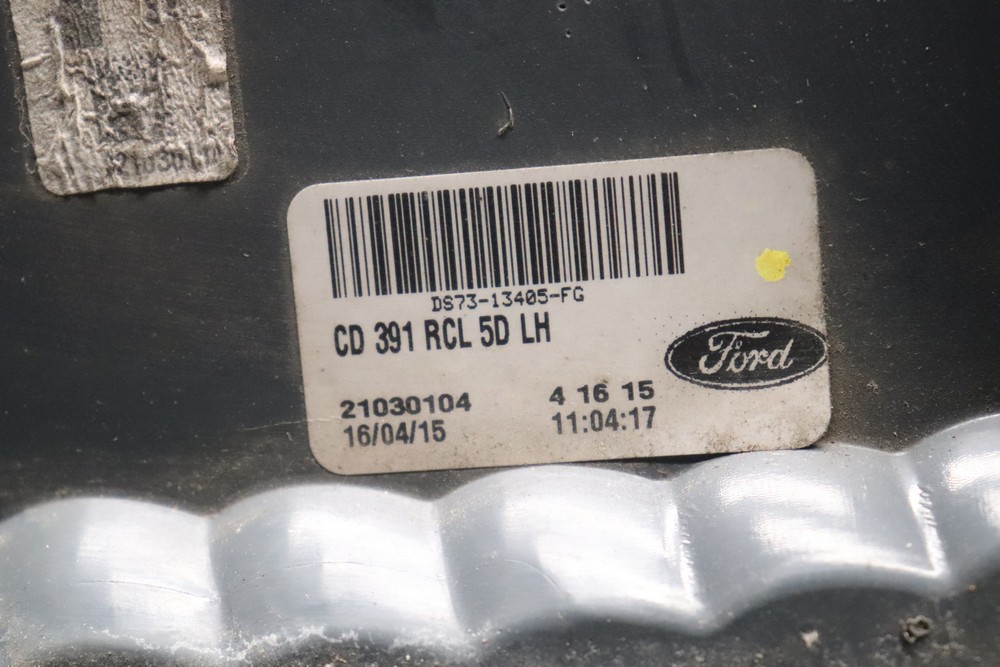 DS73-13405-FG
CD 391 RCL 5D LH
Ford
21030104 4 16 15
16/04/15 11:04:17